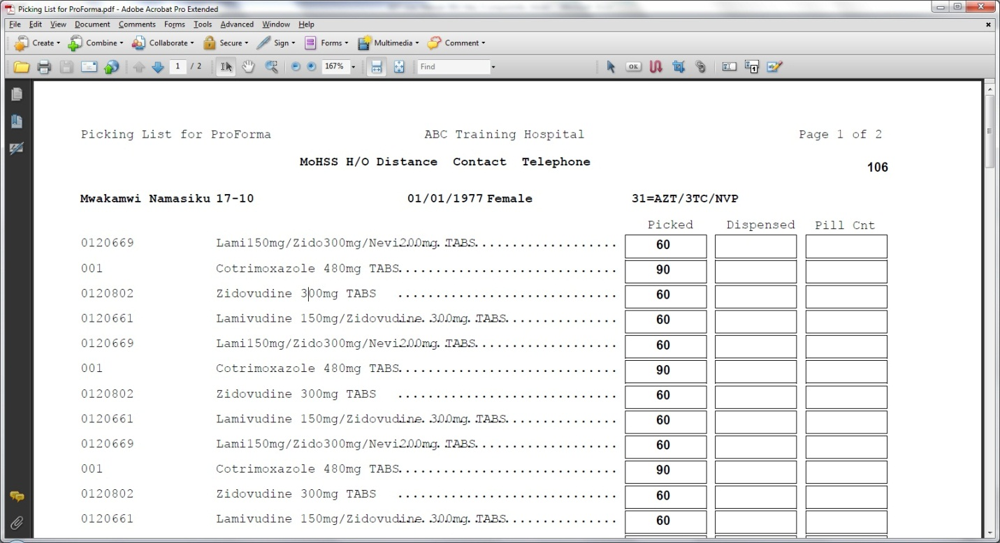 Picking List for ProForma.pdf - Adobe Acrobat Pro Extended
File Edit View Document Comments Forms Tools Advanced Window Help
Create Combine Collaborate Secure Sign Forms Multimedia Comment
1 / 2 167% Find OK
Picking List for ProForma ABC Training Hospital Page 1 of 2
MoHSS H/O Distance Contact Telephone
106
Mwakamwi Namasiku 17-10 01/01/1977 Female 31=AZT/3TC/NVP
Picked Dispensed Pill Cnt
0120669 Lami150mg/Zido300mg/Nevi200mg TABS 60
001 Cotrimoxazole 480mg TABS 90
0120802 Zidovudine 300mg TABS 60
0120661 Lamivudine 150mg/Zidovudine 300mg TABS 60
0120669 Lami150mg/Zido300mg/Nevi200mg TABS 60
001 Cotrimoxazole 480mg TABS 90
0120802 Zidovudine 300mg TABS 60
0120661 Lamivudine 150mg/Zidovudine 300mg TABS 60
0120669 Lami150mg/Zido300mg/Nevi200mg TABS 60
001 Cotrimoxazole 480mg TABS 90
0120802 Zidovudine 300mg TABS 60
0120661 Lamivudine 150mg/Zidovudine 300mg TABS 60